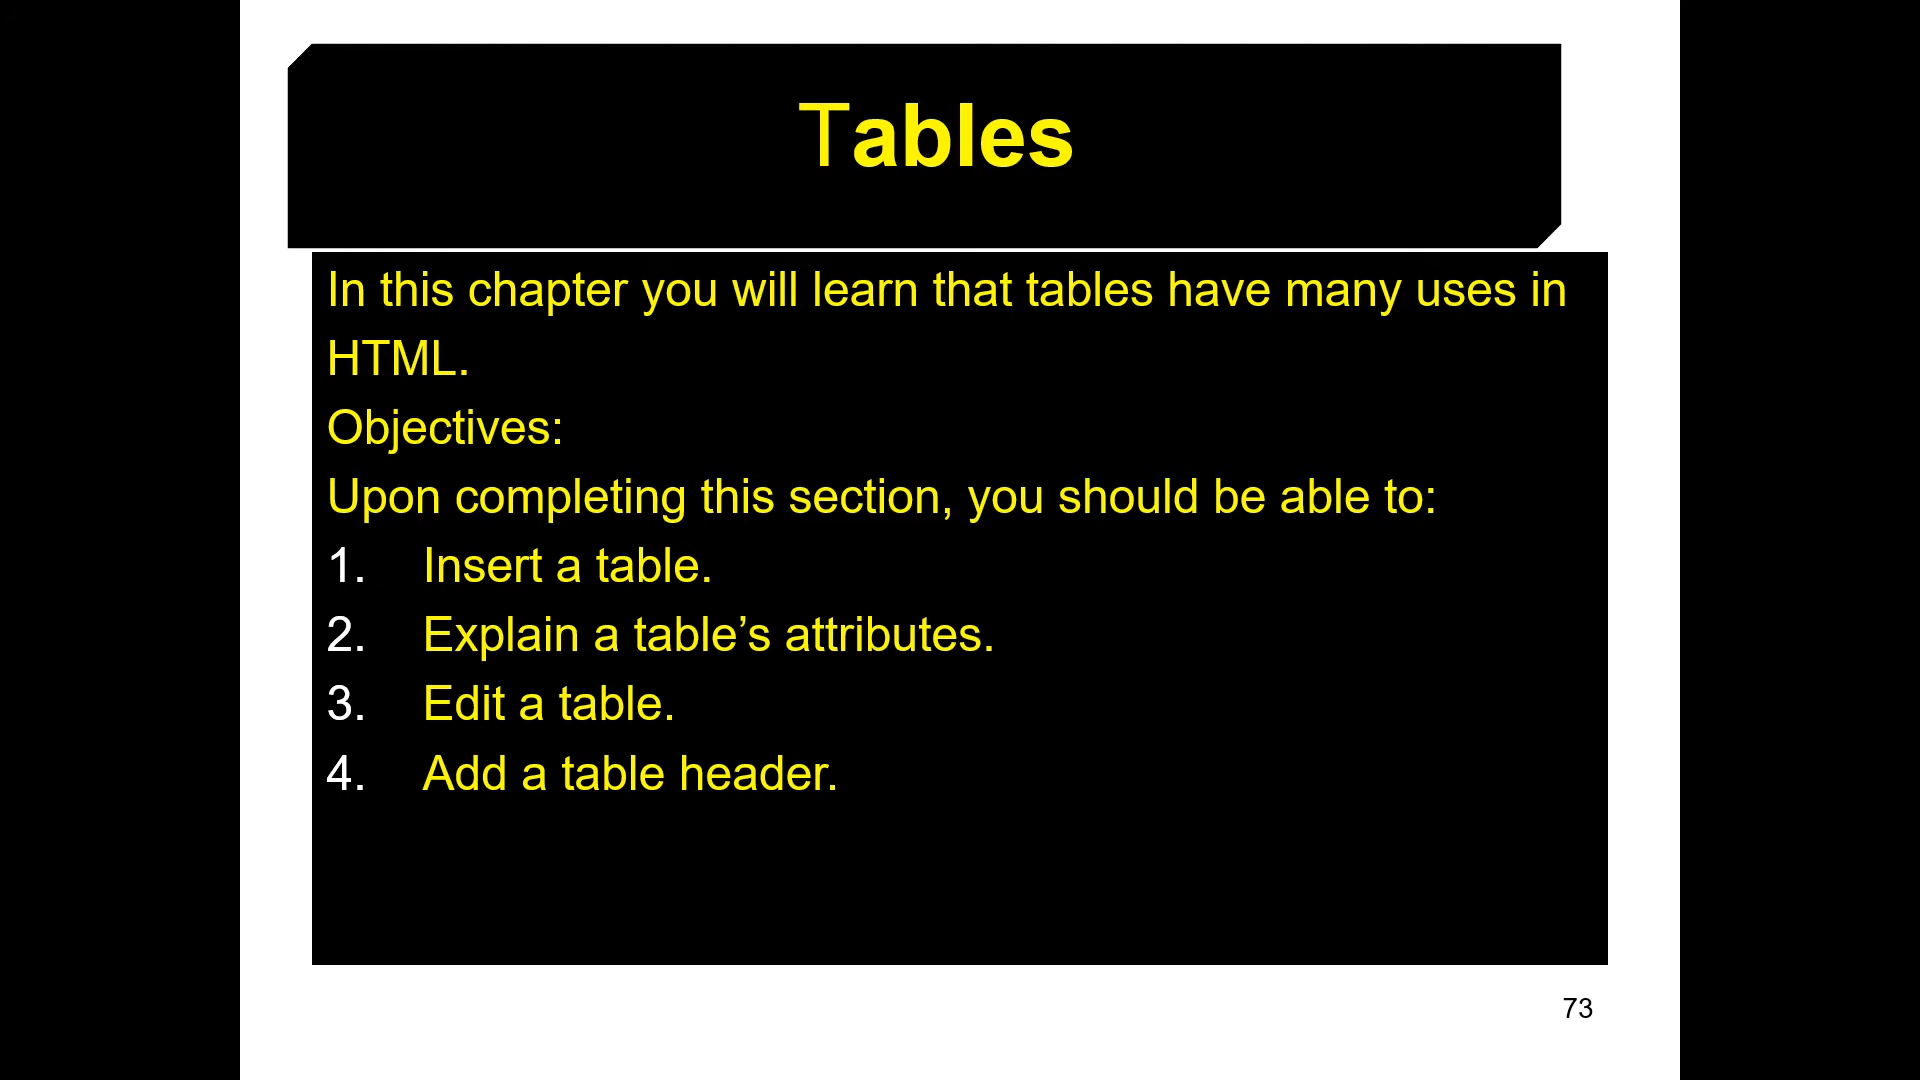 Tables
In this chapter you will learn that tables have many uses in
HTML.
Objectives:
Upon completing this section, you should be able to:
1. Insert a table.
2. Explain a table’s attributes.
3. Edit a table.
4. Add a table header.
73